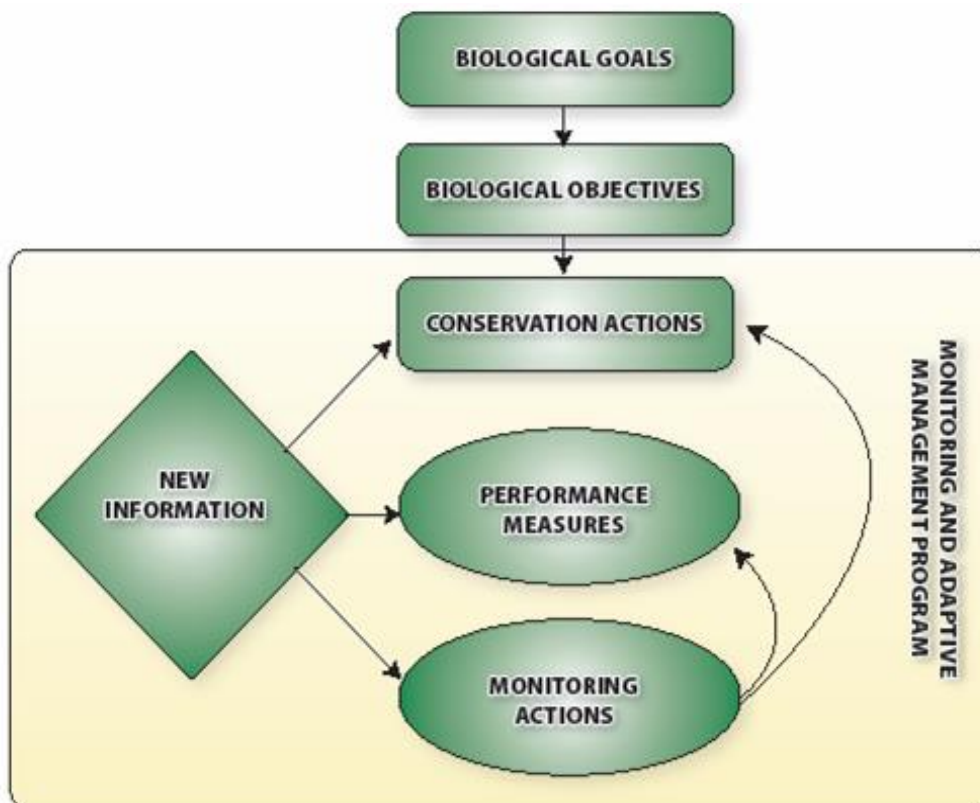 BIOLOGICAL GOALS
BIOLOGICAL OBJECTIVES
CONSERVATION ACTIONS
NEW
INFORMATION
PERFORMANCE
MEASURES
MONITORING
ACTIONS
MONITORING AND ADAPTIVE
MANAGEMENT PROGRAM